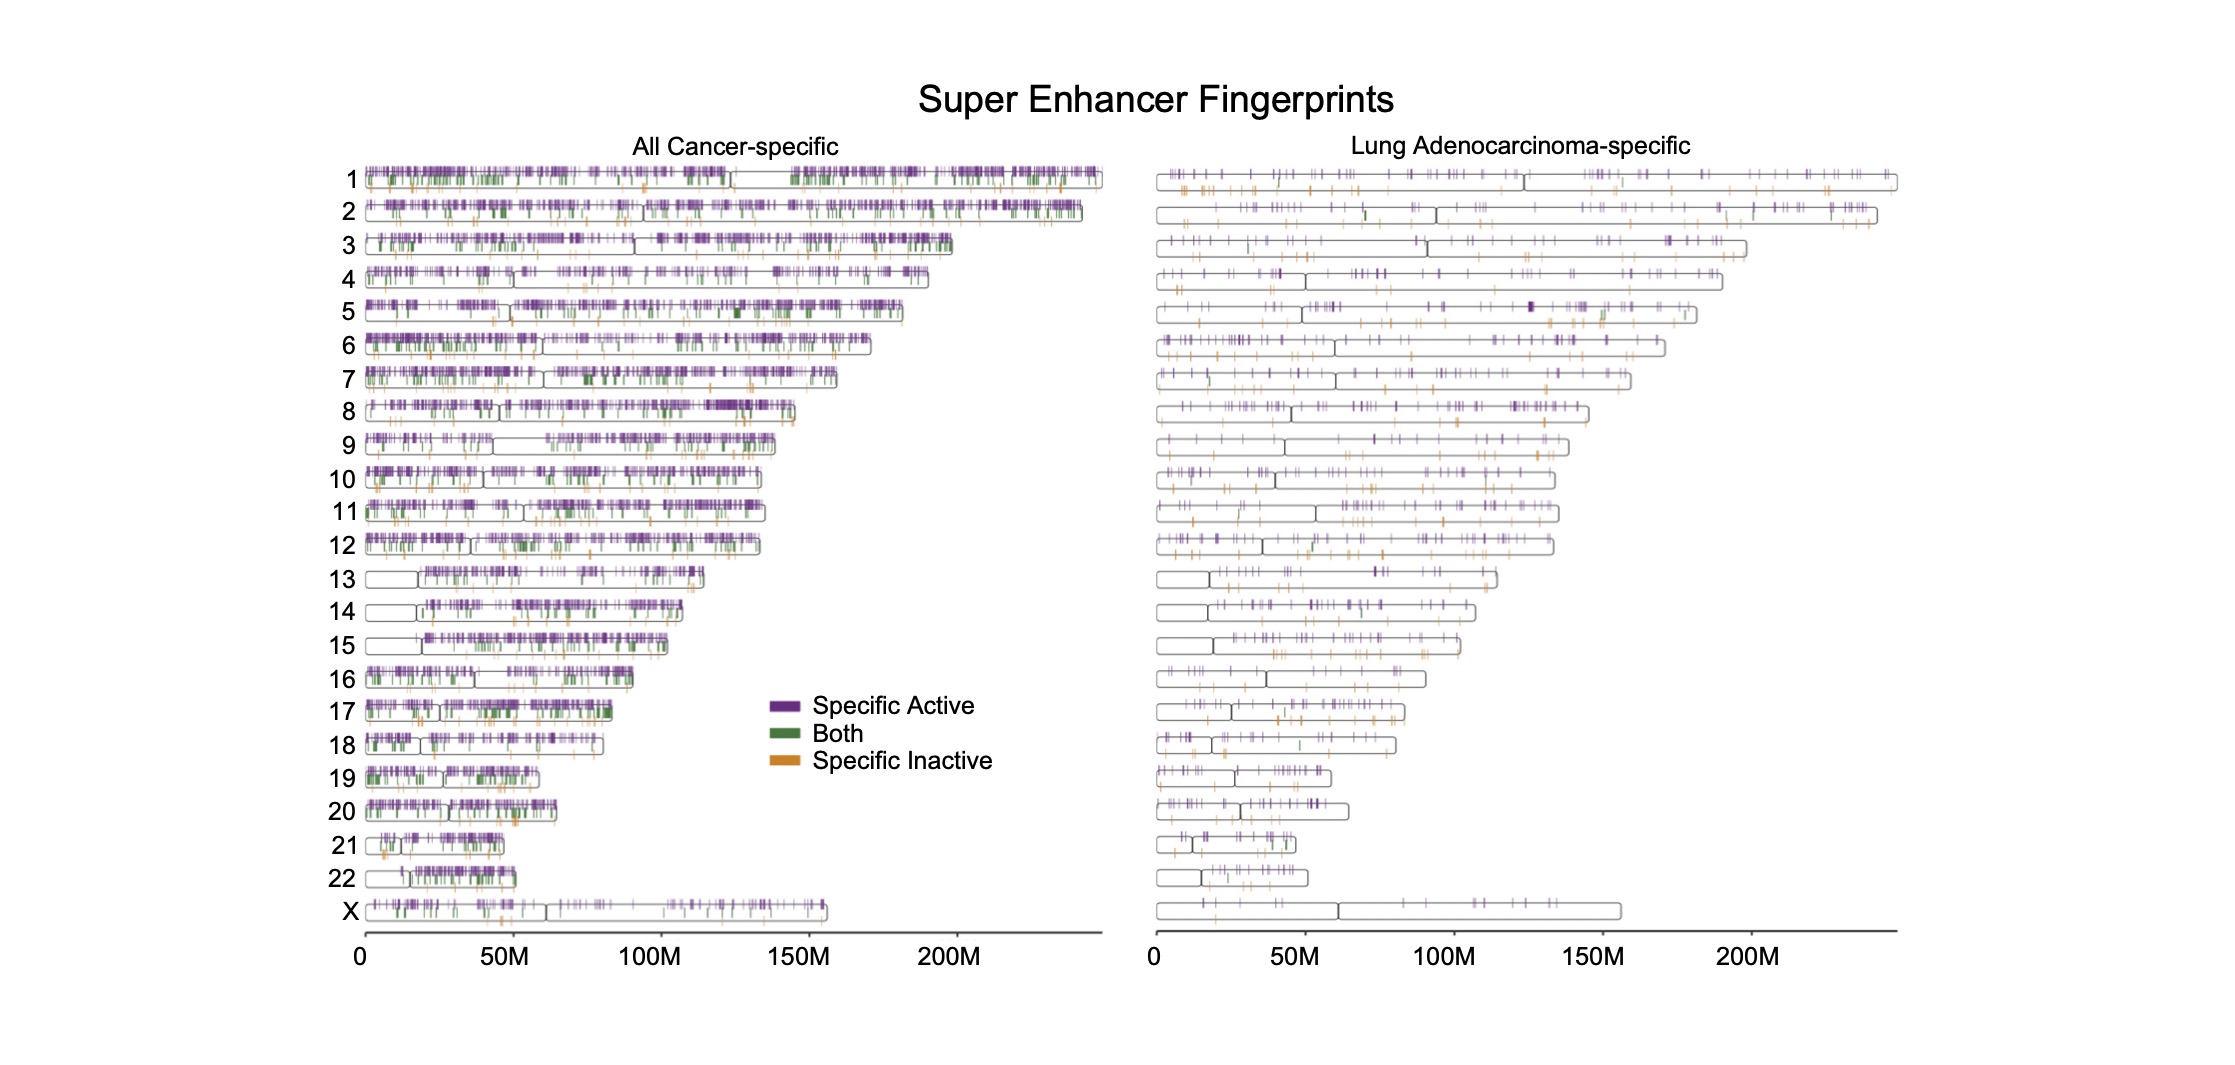 Super Enhancer Fingerprints
All Cancer-specific
Lung Adenocarcinoma-specific
1
2
3
4
5
6
7
8
9
10
11
12
13
14
15
16
17
18
19
20
21
22
X
Specific Active
Both
Specific Inactive
0 50M 100M 150M 200M
0 50M 100M 150M 200M